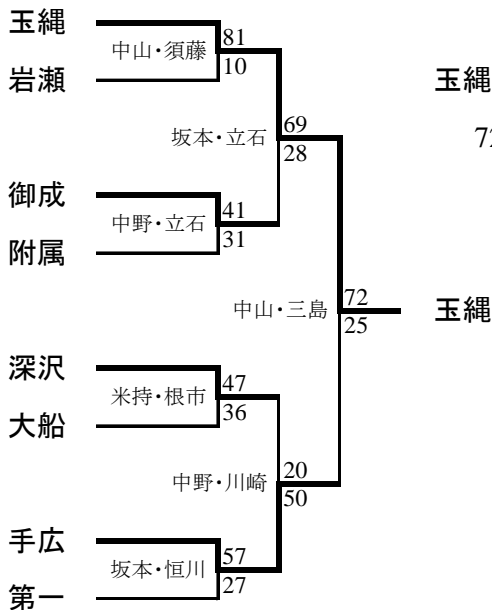 玉縄
81
中山・須藤
10
岩瀬
玉縄
69
72
坂本・立石
28
御成
41
中野・立石
31
附属
72
中山・三島
玉縄
25
深沢
47
米持・根市
36
大船
20
中野・川崎
50
手広
57
坂本・恒川
27
第一